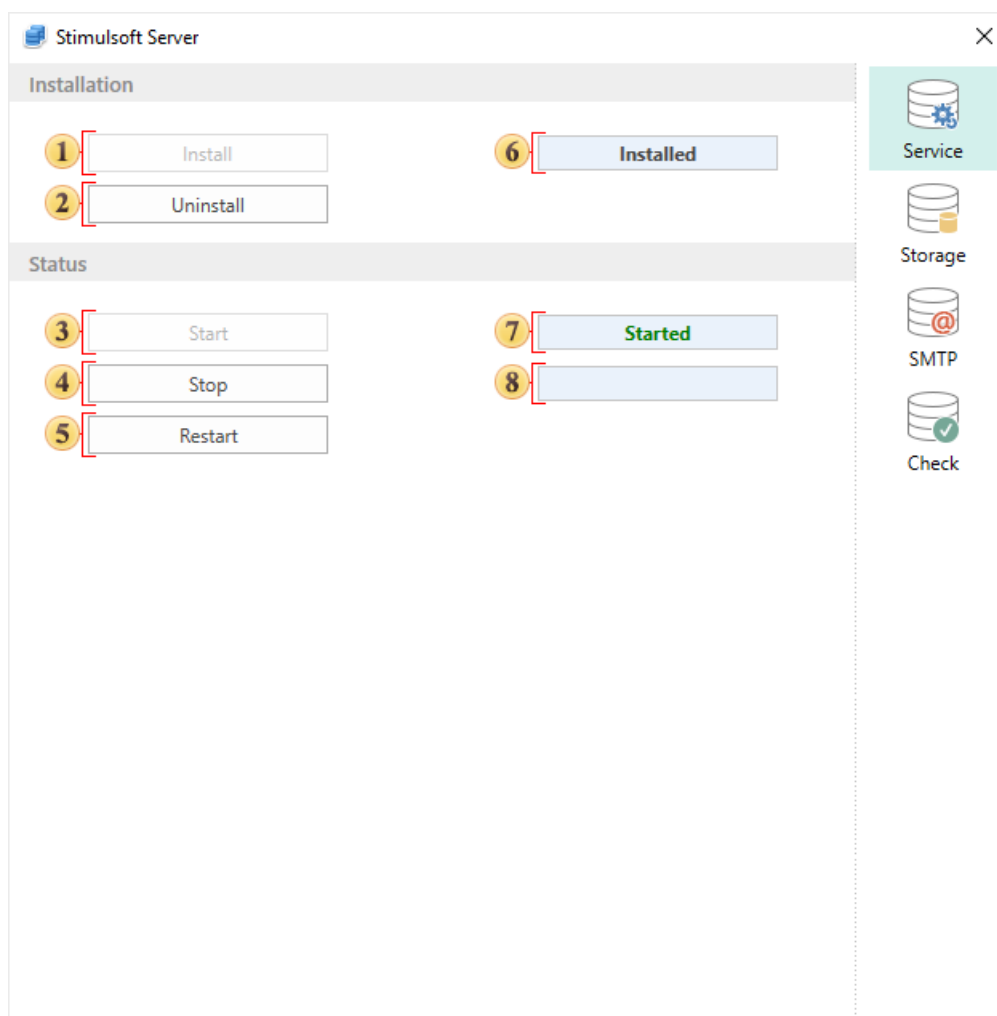 Stimulsoft Server
Installation
1 Install
6 Installed
2 Uninstall
Status
3 Start
7 Started
4 Stop
8
5 Restart
Service
Storage
@
SMTP
Check